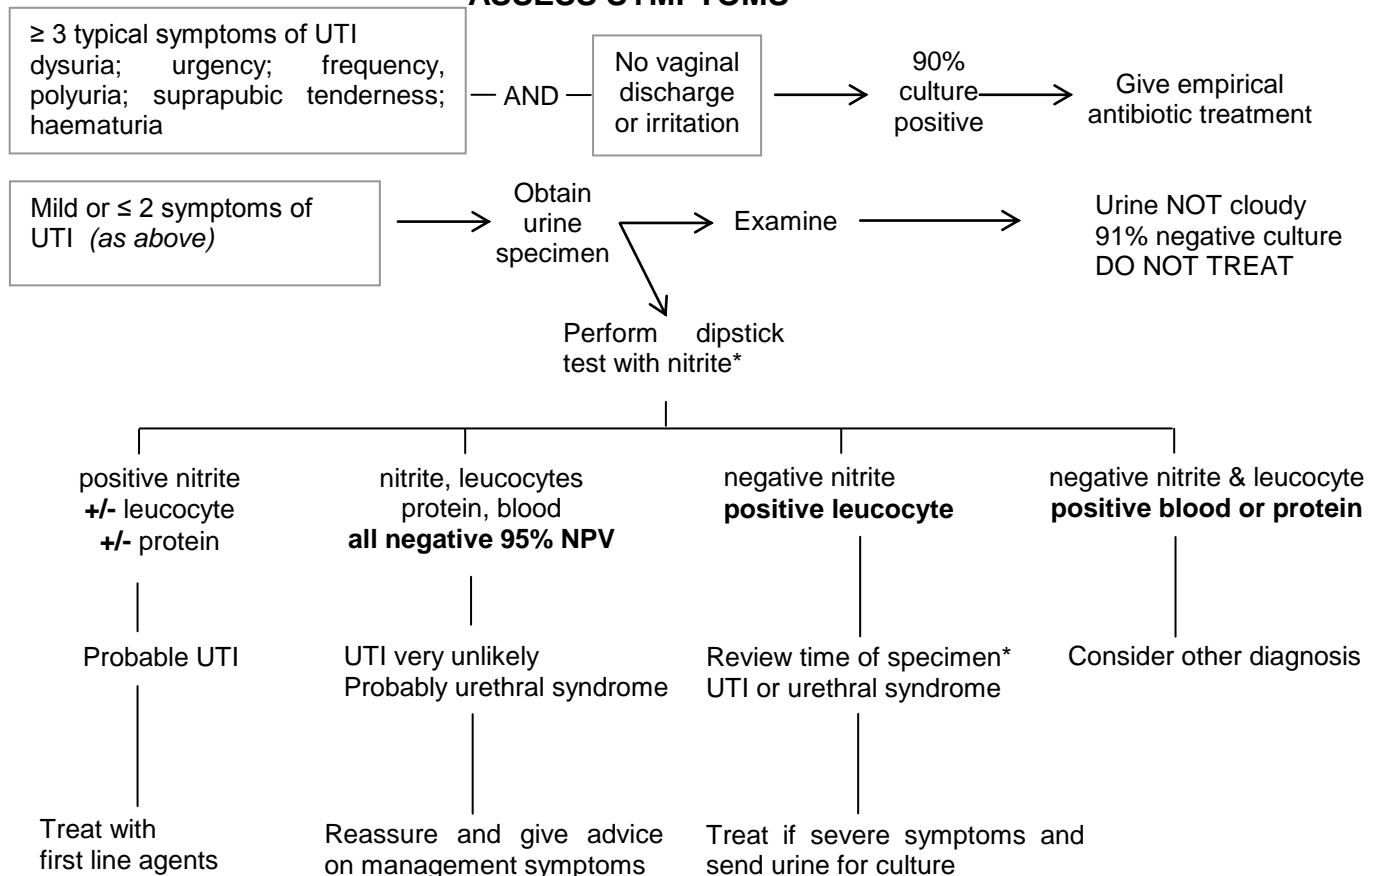 ASSESS SYMPTOMS
≥ 3 typical symptoms of UTI
dysuria; urgency; frequency,
polyuria; suprapubic tenderness;
haematuria
AND
No vaginal
discharge
or irritation
90%
culture
positive
Give empirical
antibiotic treatment
Mild or ≤ 2 symptoms of
UTI (as above)
Obtain
urine
specimen
Examine
Urine NOT cloudy
91% negative culture
DO NOT TREAT
Perform dipstick
test with nitrite*
positive nitrite
+/- leucocyte
+/- protein
Probable UTI
Treat with
first line agents
nitrite, leucocytes
protein, blood
all negative 95% NPV
UTI very unlikely
Probably urethral syndrome
Reassure and give advice
on management symptoms
negative nitrite
positive leucocyte
Review time of specimen*
UTI or urethral syndrome
Treat if severe symptoms and
send urine for culture
negative nitrite & leucocyte
positive blood or protein
Consider other diagnosis